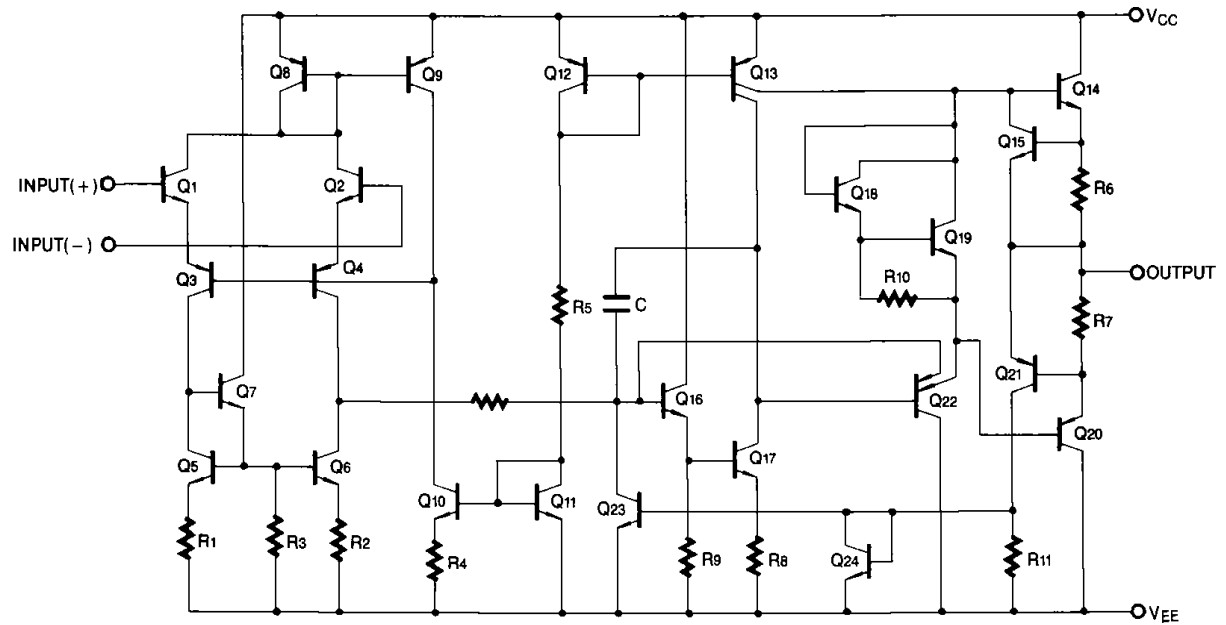 VCC
Q8
Q9
Q12
Q13
Q14
Q15
INPUT(+)
Q1
Q2
Q18
R6
INPUT(-)
Q19
Q3
Q4
R10
OUTPUT
R5
C
R7
Q7
Q16
Q22
Q21
Q20
Q5
Q6
Q17
Q10
Q11
Q23
R1
R3
R2
R4
R9
R8
Q24
R11
VEE